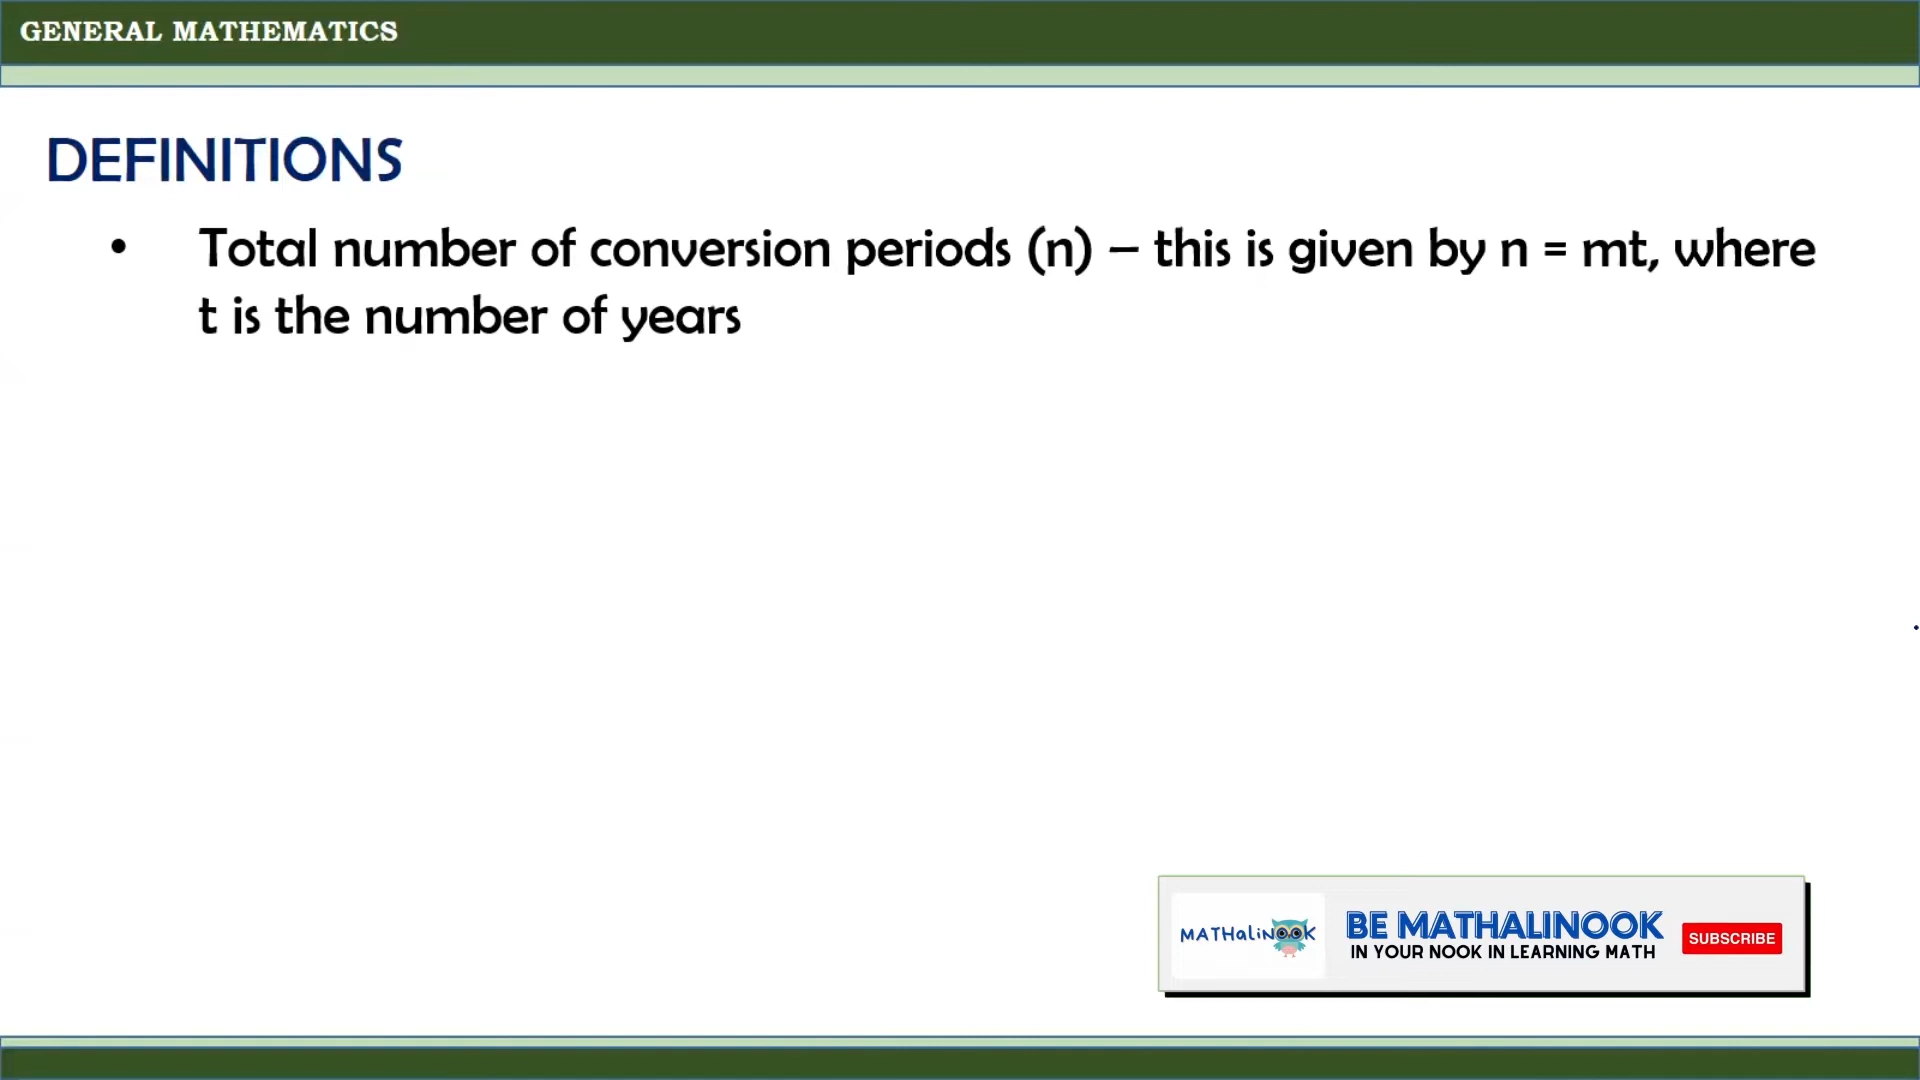 GENERAL MATHEMATICS
DEFINITIONS
• Total number of conversion periods (n) – this is given by n = mt, where
t is the number of years
MATHaliNOOK
BE MATHALINOOK
IN YOUR NOOK IN LEARNING MATH
SUBSCRIBE